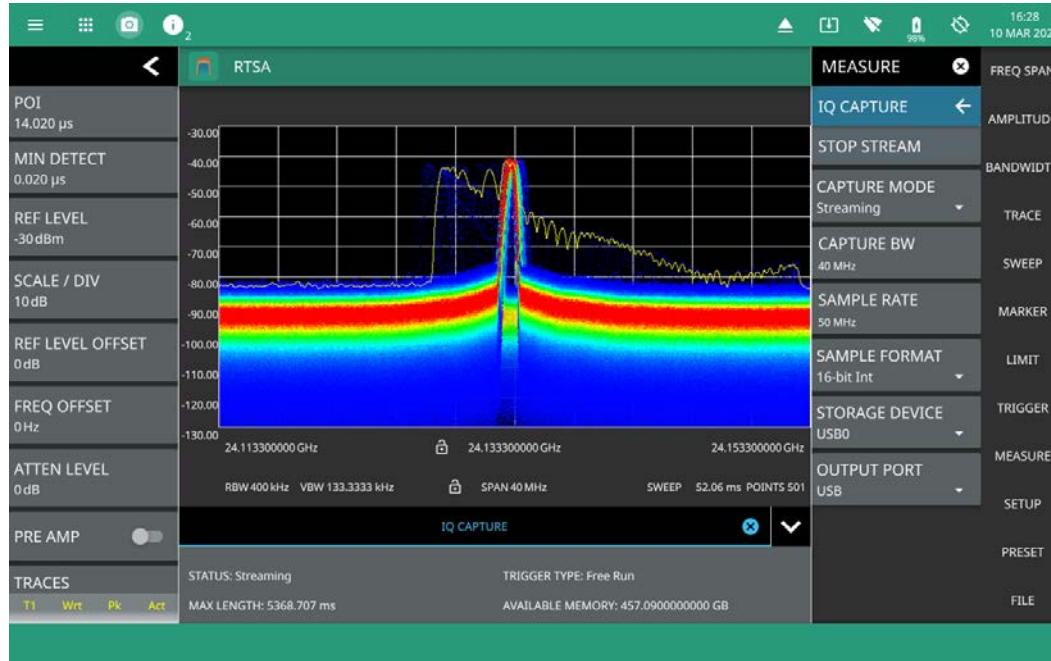 2
98%
16:28
10 MAR 202
POI
14.020 µs
MIN DETECT
0.020 µs
REF LEVEL
-30 dBm
SCALE / DIV
10 dB
REF LEVEL OFFSET
0 dB
FREQ OFFSET
0 Hz
ATTEN LEVEL
0 dB
PRE AMP
TRACES
T1 Wrt Pk Act
RTSA
-30.00
-40.00
-50.00
-60.00
-70.00
-80.00
-90.00
-100.00
-110.00
-120.00
-130.00
24.113300000 GHz 24.133300000 GHz 24.153300000 GHz
RBW 400 kHz VBW 133.3333 kHz SPAN 40 MHz SWEEP 52.06 ms POINTS 501
IQ CAPTURE
STATUS: Streaming TRIGGER TYPE: Free Run
MAX LENGTH: 5368.707 ms AVAILABLE MEMORY: 457.0900000000 GB
MEASURE
IQ CAPTURE
STOP STREAM
CAPTURE MODE
Streaming
CAPTURE BW
40 MHz
SAMPLE RATE
50 MHz
SAMPLE FORMAT
16-bit Int
STORAGE DEVICE
USB0
OUTPUT PORT
USB
FREQ SPAN
AMPLITUD
BANDWIDT
TRACE
SWEEP
MARKER
LIMIT
TRIGGER
MEASURE
SETUP
PRESET
FILE